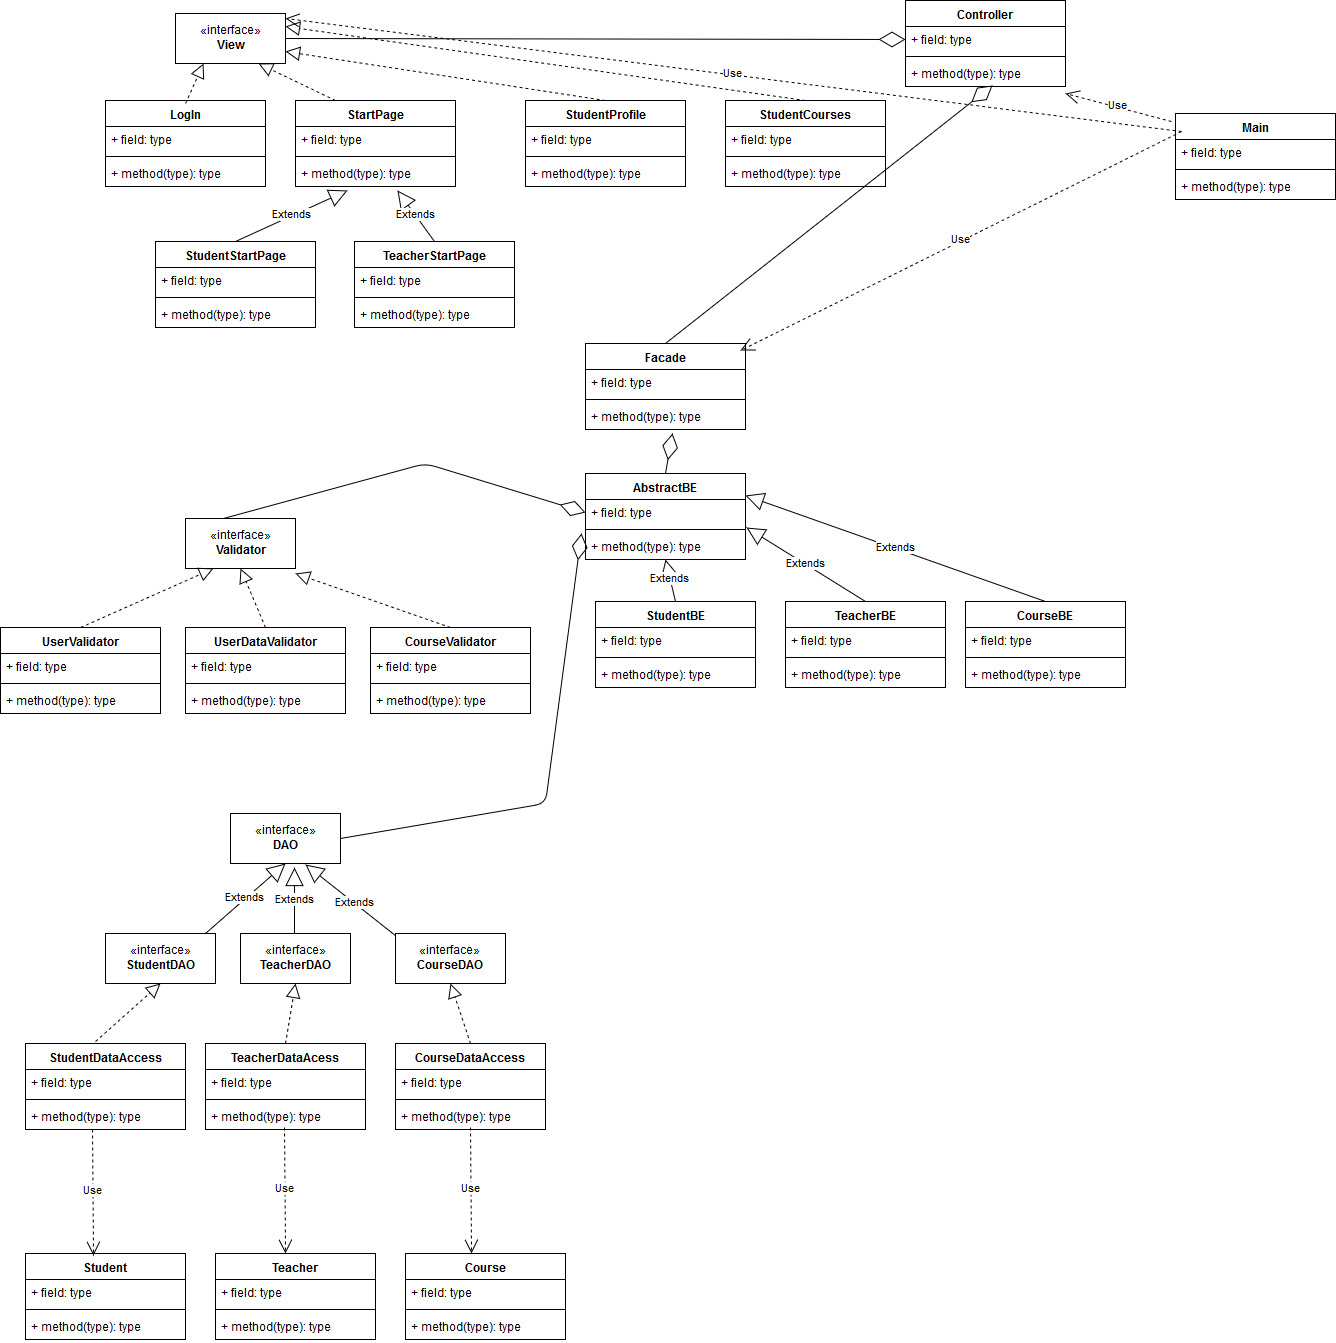 «interface»
View
Controller
+ field: type
+ method(type): type
Use
Use
LogIn
+ field: type
+ method(type): type
StartPage
+ field: type
+ method(type): type
StudentProfile
+ field: type
+ method(type): type
StudentCourses
+ field: type
+ method(type): type
Main
+ field: type
+ method(type): type
Extends
Extends
Use
StudentStartPage
+ field: type
+ method(type): type
TeacherStartPage
+ field: type
+ method(type): type
Facade
+ field: type
+ method(type): type
AbstractBE
+ field: type
+ method(type): type
«interface»
Validator
Extends
Extends
Extends
UserValidator
+ field: type
+ method(type): type
UserDataValidator
+ field: type
+ method(type): type
CourseValidator
+ field: type
+ method(type): type
StudentBE
+ field: type
+ method(type): type
TeacherBE
+ field: type
+ method(type): type
CourseBE
+ field: type
+ method(type): type
«interface»
DAO
Extends
Extends
Extends
«interface»
StudentDAO
«interface»
TeacherDAO
«interface»
CourseDAO
StudentDataAccess
+ field: type
+ method(type): type
TeacherDataAcess
+ field: type
+ method(type): type
CourseDataAccess
+ field: type
+ method(type): type
Use
Use
Use
Student
+ field: type
+ method(type): type
Teacher
+ field: type
+ method(type): type
Course
+ field: type
+ method(type): type